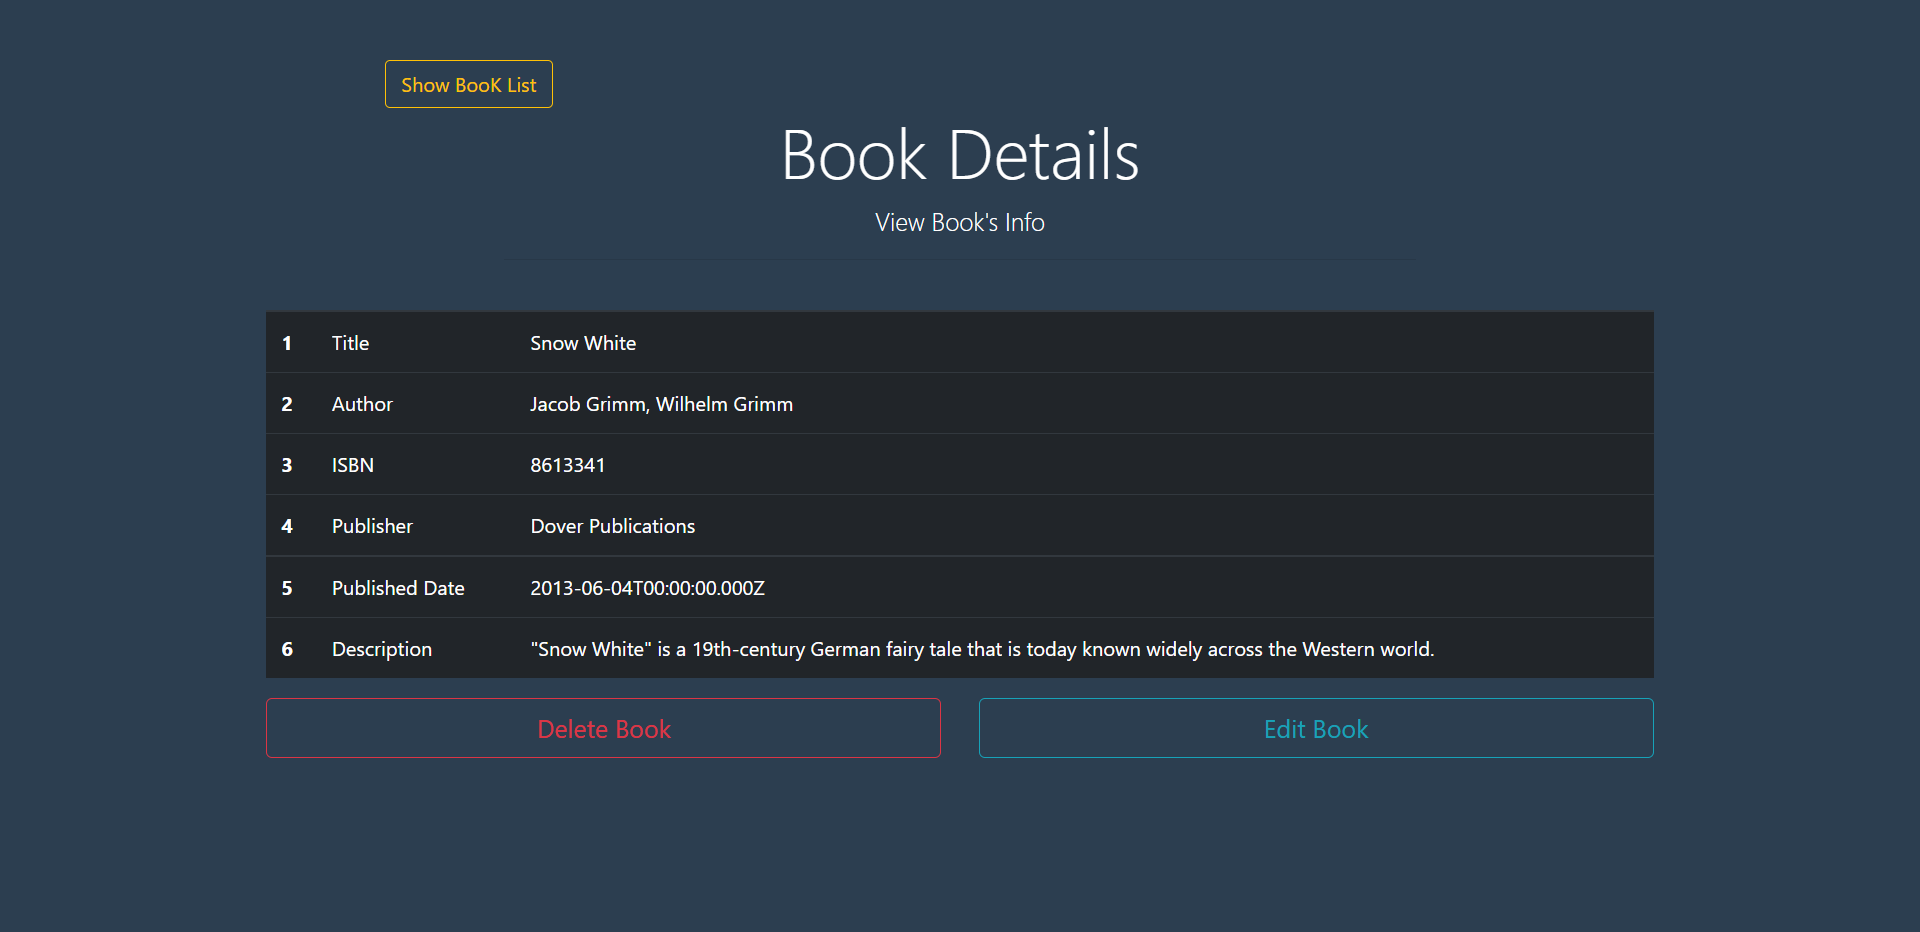 Show BooK List
Book Details
View Book's Info
1 Title Snow White
2 Author Jacob Grimm, Wilhelm Grimm
3 ISBN 8613341
4 Publisher Dover Publications
5 Published Date 2013-06-04T00:00:00.000Z
6 Description "Snow White" is a 19th-century German fairy tale that is today known widely across the Western world.
Delete Book Edit Book